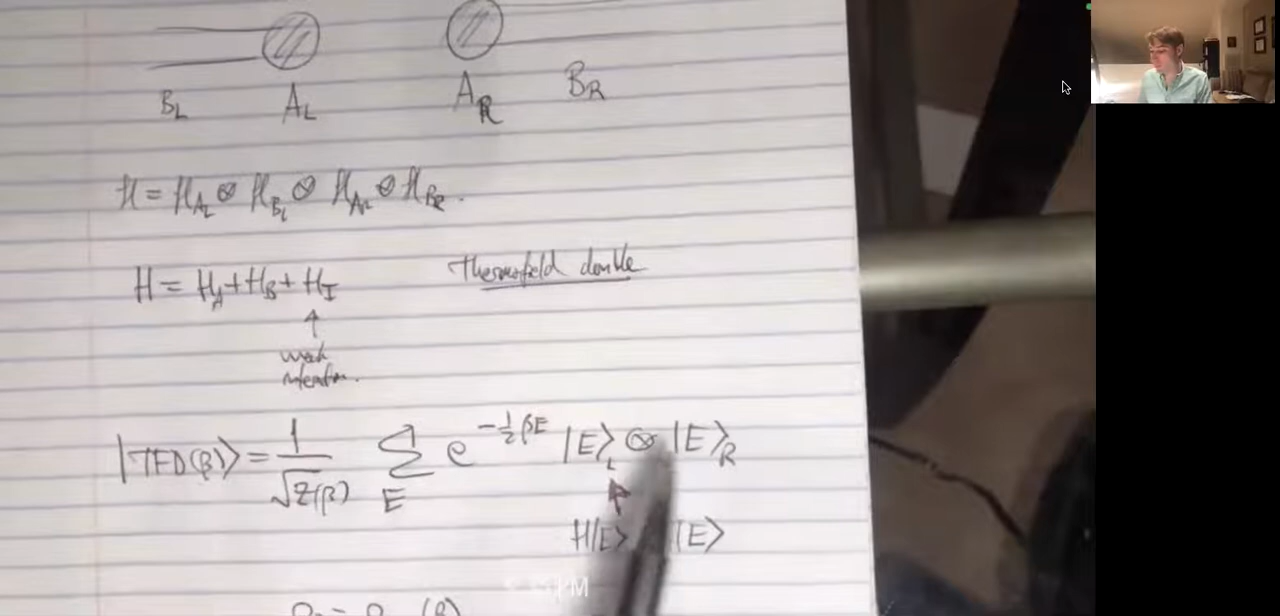 B_L A_L A_R B_R
H = H_{A_L} ⊗ H_{B_L} ⊗ H_{A_R} ⊗ H_{B_R}.
H = H_A + H_B + H_I Thermofield double
↑
weak
|TFD(β)⟩ = 1/√Z(β) Σ_E e^{-½βE} |E⟩_L ⊗ |E⟩_R
H|E⟩ |E⟩
PM
(β)